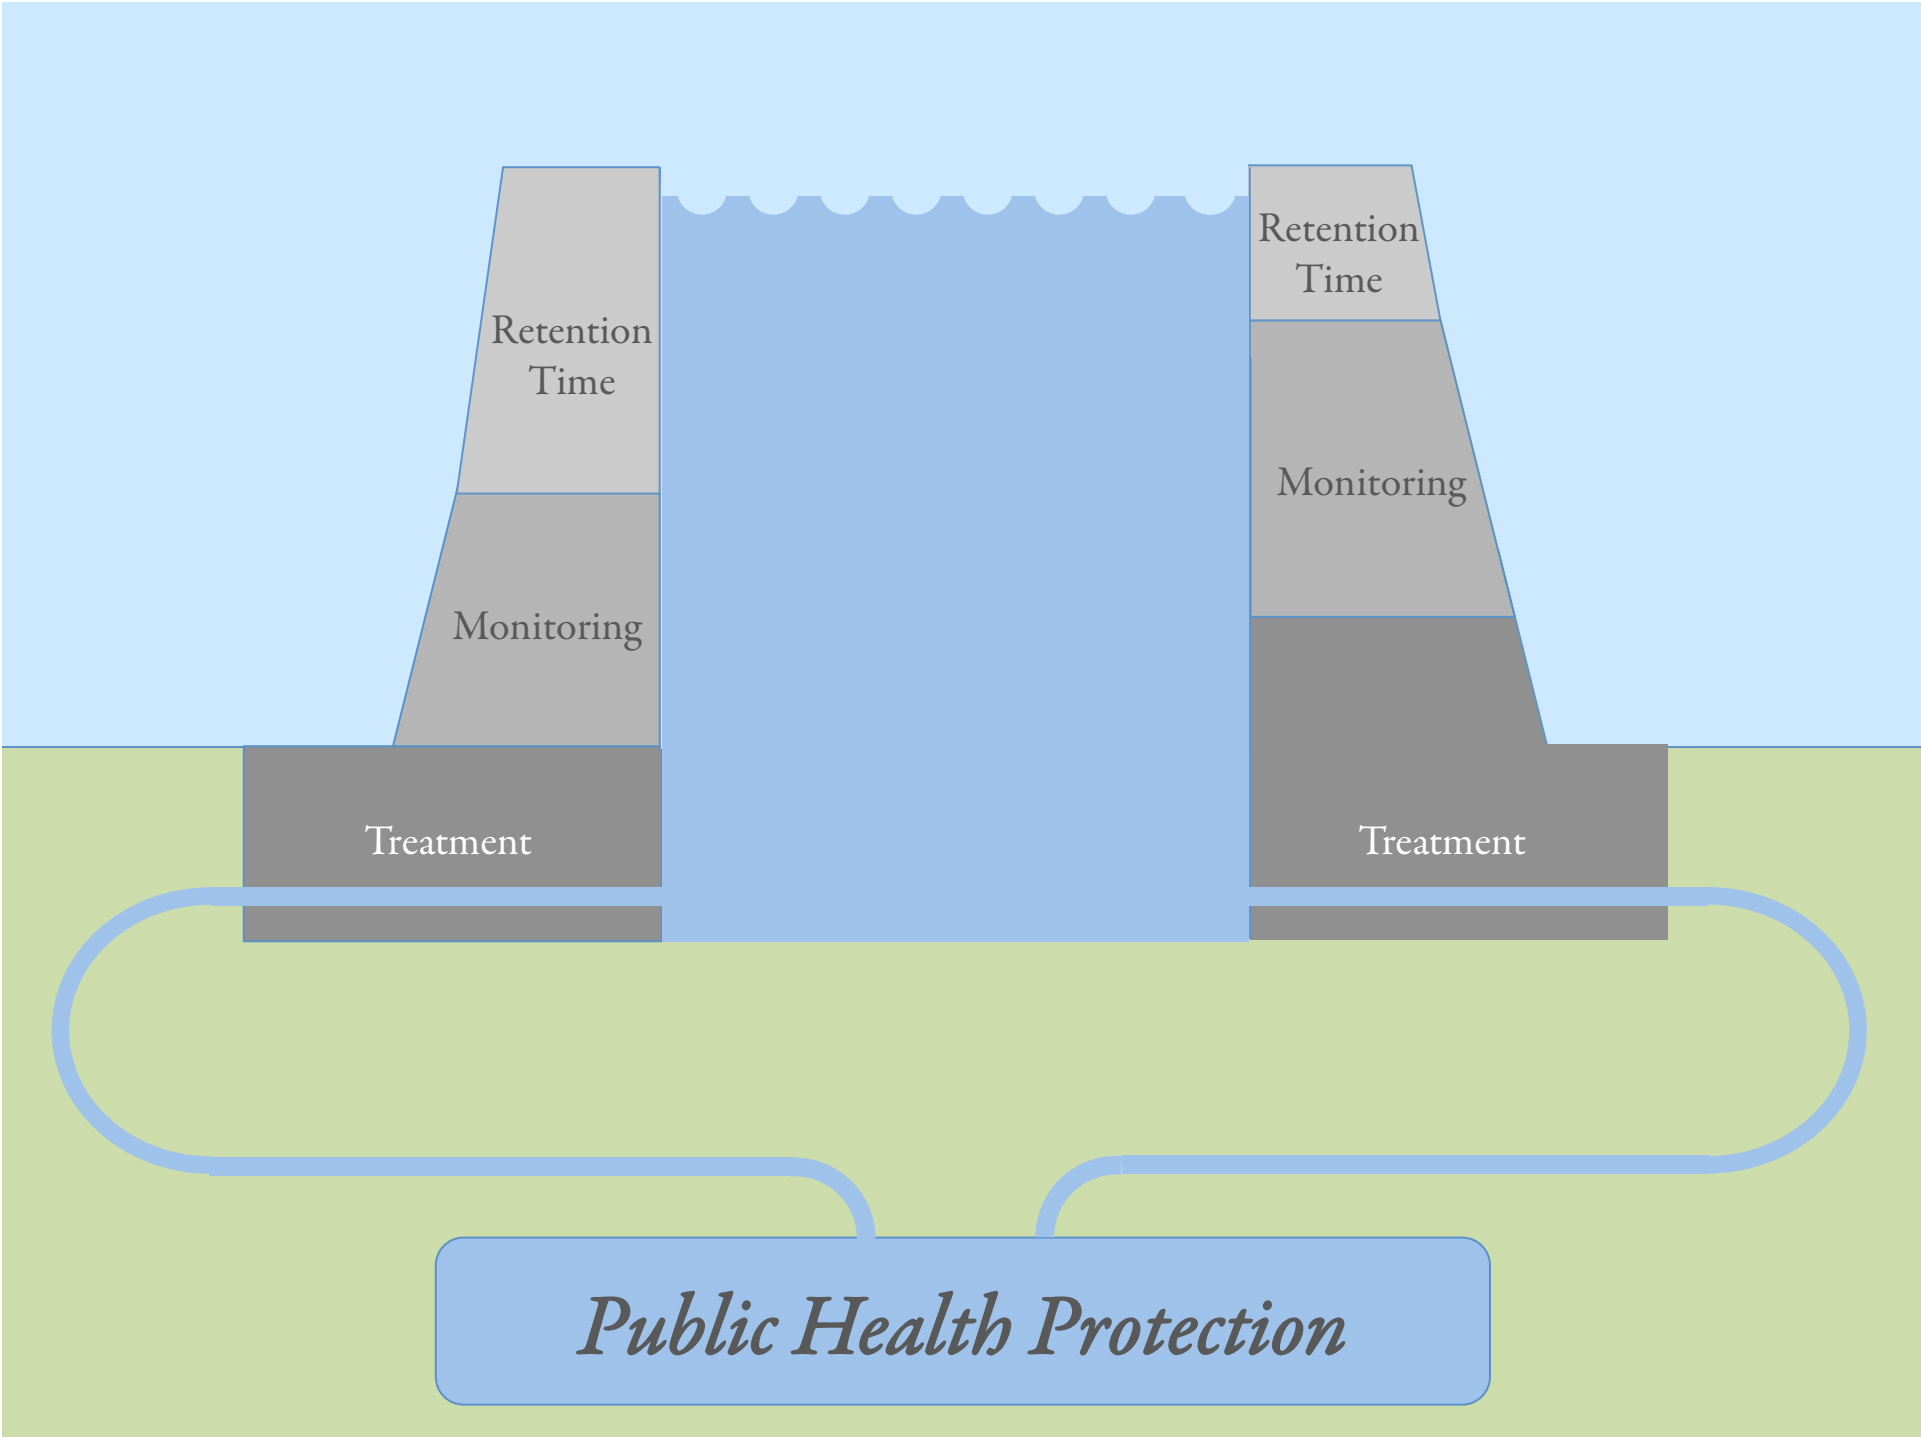 Retention
Time
Monitoring
Treatment
Retention
Time
Monitoring
Treatment
Public Health Protection